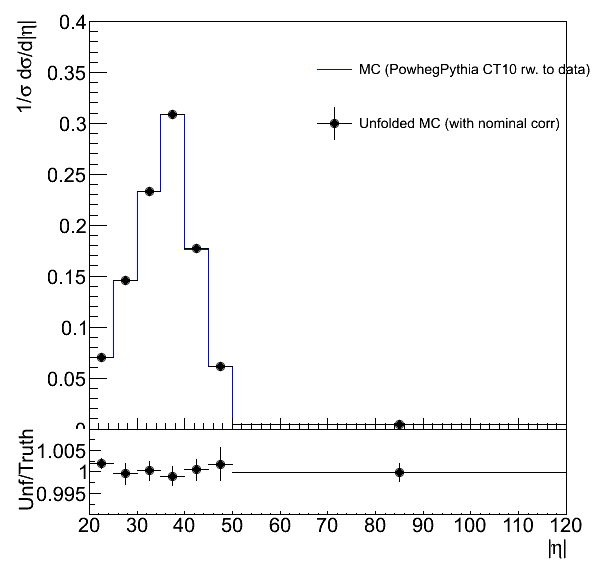 1/σ dσ/d|η|
0.4
0.35
0.3
0.25
0.2
0.15
0.1
0.05
0
MC (PowhegPythia CT10 rw. to data)
Unfolded MC (with nominal corr)
Unf/Truth
1.005
1
0.995
20 30 40 50 60 70 80 90 100 110 120
|η|